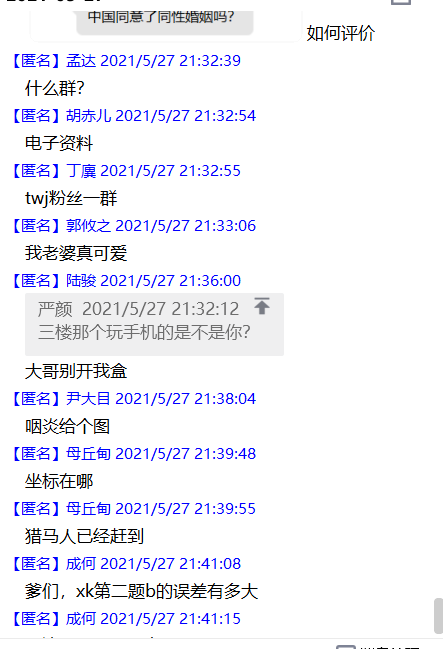 中国同意了同性婚姻吗?
如何评价
【匿名】孟达 2021/5/27 21:32:39
什么群?
【匿名】胡赤儿 2021/5/27 21:32:54
电子资料
【匿名】丁廙 2021/5/27 21:32:55
twj粉丝一群
【匿名】郭攸之 2021/5/27 21:33:06
我老婆真可爱
【匿名】陆骏 2021/5/27 21:36:00
严颜 2021/5/27 21:32:12
三楼那个玩手机的是不是你?
大哥别开我盒
【匿名】尹大目 2021/5/27 21:38:04
咽炎给个图
【匿名】毋丘甸 2021/5/27 21:39:48
坐标在哪
【匿名】毋丘甸 2021/5/27 21:39:55
猎马人已经赶到
【匿名】成何 2021/5/27 21:41:08
爹们，xk第二题b的误差有多大
【匿名】成何 2021/5/27 21:41:15